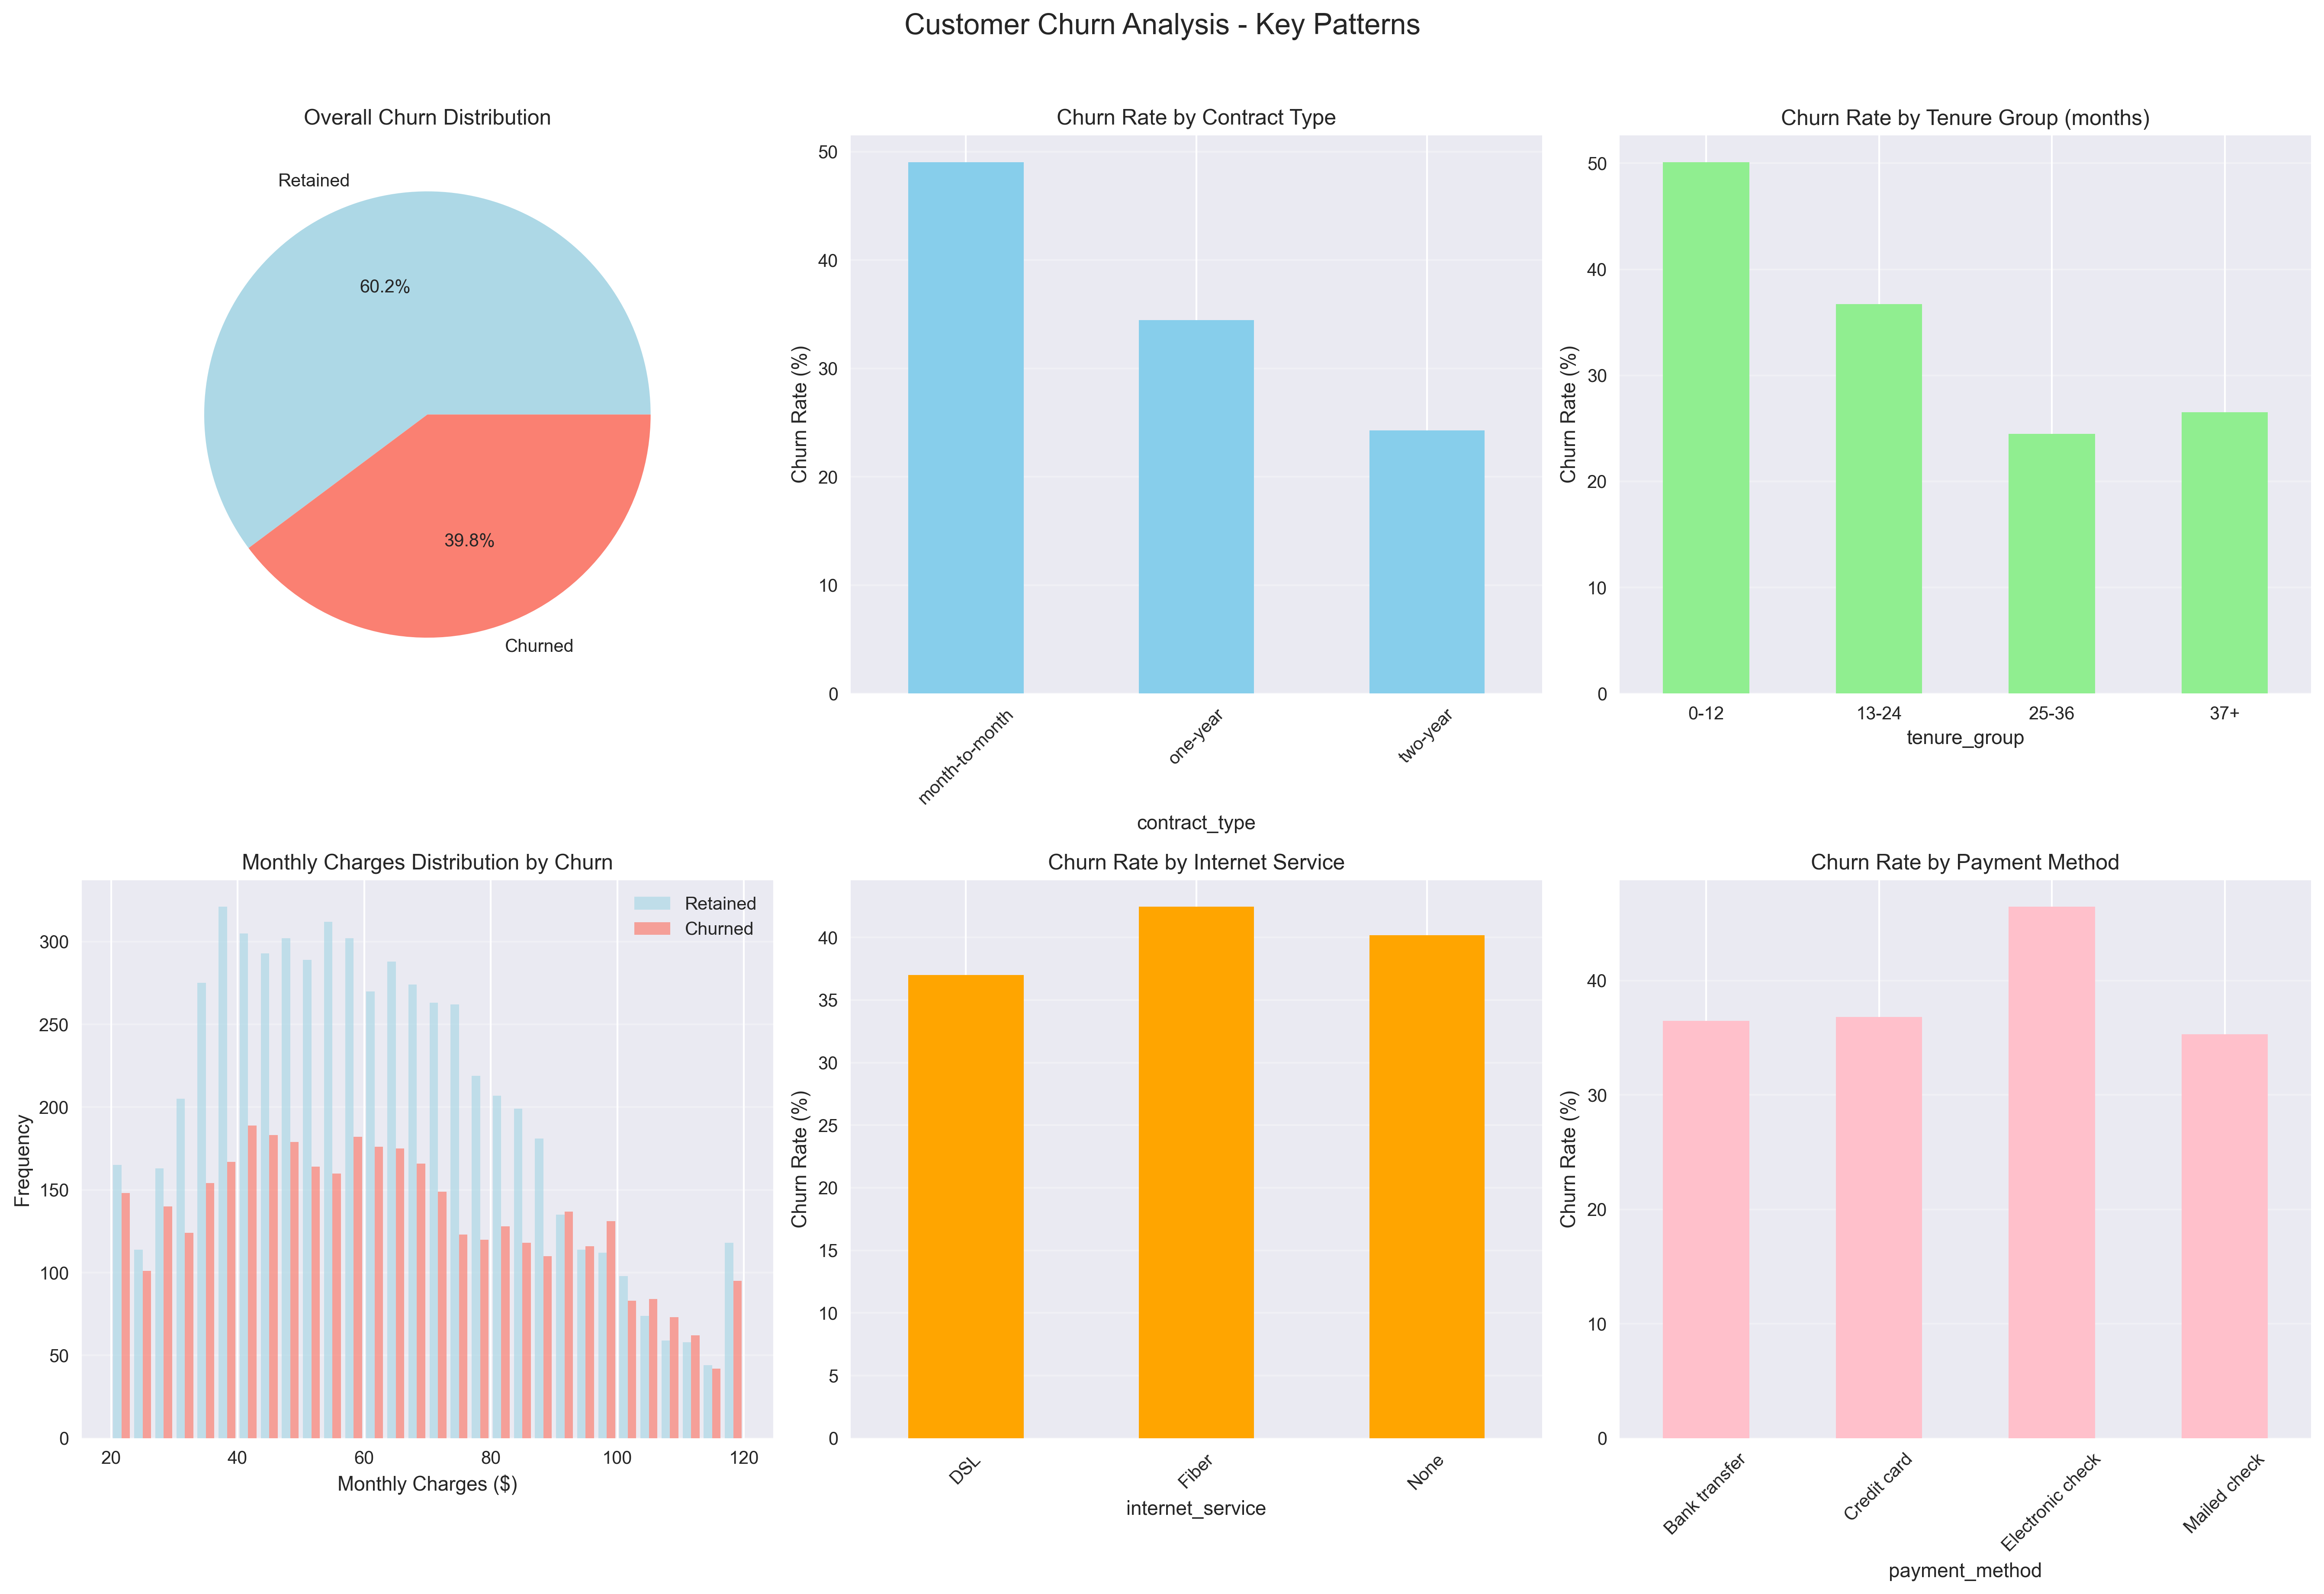 Customer Churn Analysis - Key Patterns
Overall Churn Distribution
Retained
60.2%
39.8%
Churned
Churn Rate by Contract Type
Churn Rate (%)
50
40
30
20
10
0
month-to-month
one-year
two-year
contract_type
Churn Rate by Tenure Group (months)
Churn Rate (%)
50
40
30
20
10
0
0-12
13-24
25-36
37+
tenure_group
Monthly Charges Distribution by Churn
Retained
Churned
Frequency
300
250
200
150
100
50
0
20
40
60
80
100
120
Monthly Charges ($)
Churn Rate by Internet Service
Churn Rate (%)
40
35
30
25
20
15
10
5
0
DSL
Fiber
None
internet_service
Churn Rate by Payment Method
Churn Rate (%)
40
30
20
10
0
Bank transfer
Credit card
Electronic check
Mailed check
payment_method